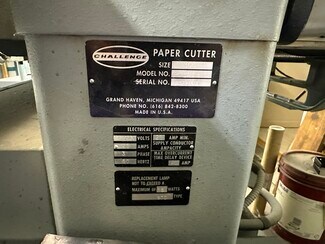 CHALLENGE
PAPER CUTTER
SIZE
MODEL NO.
SERIAL NO.
GRAND HAVEN, MICHIGAN 49417 USA
PHONE NO. (616) 842-8300
MADE IN U.S.A.
ELECTRICAL SPECIFICATIONS
VOLTS
AMP MIN.
SUPPLY CONDUCTOR
AMPACITY
AMPS
PHASE
MAX OVERCURRENT
TIME DELAY DEVICE
HERTZ
AMP
REPLACEMENT LAMP
NOT TO EXCEED A
MAXIMUM OF
WATTS
TYPE